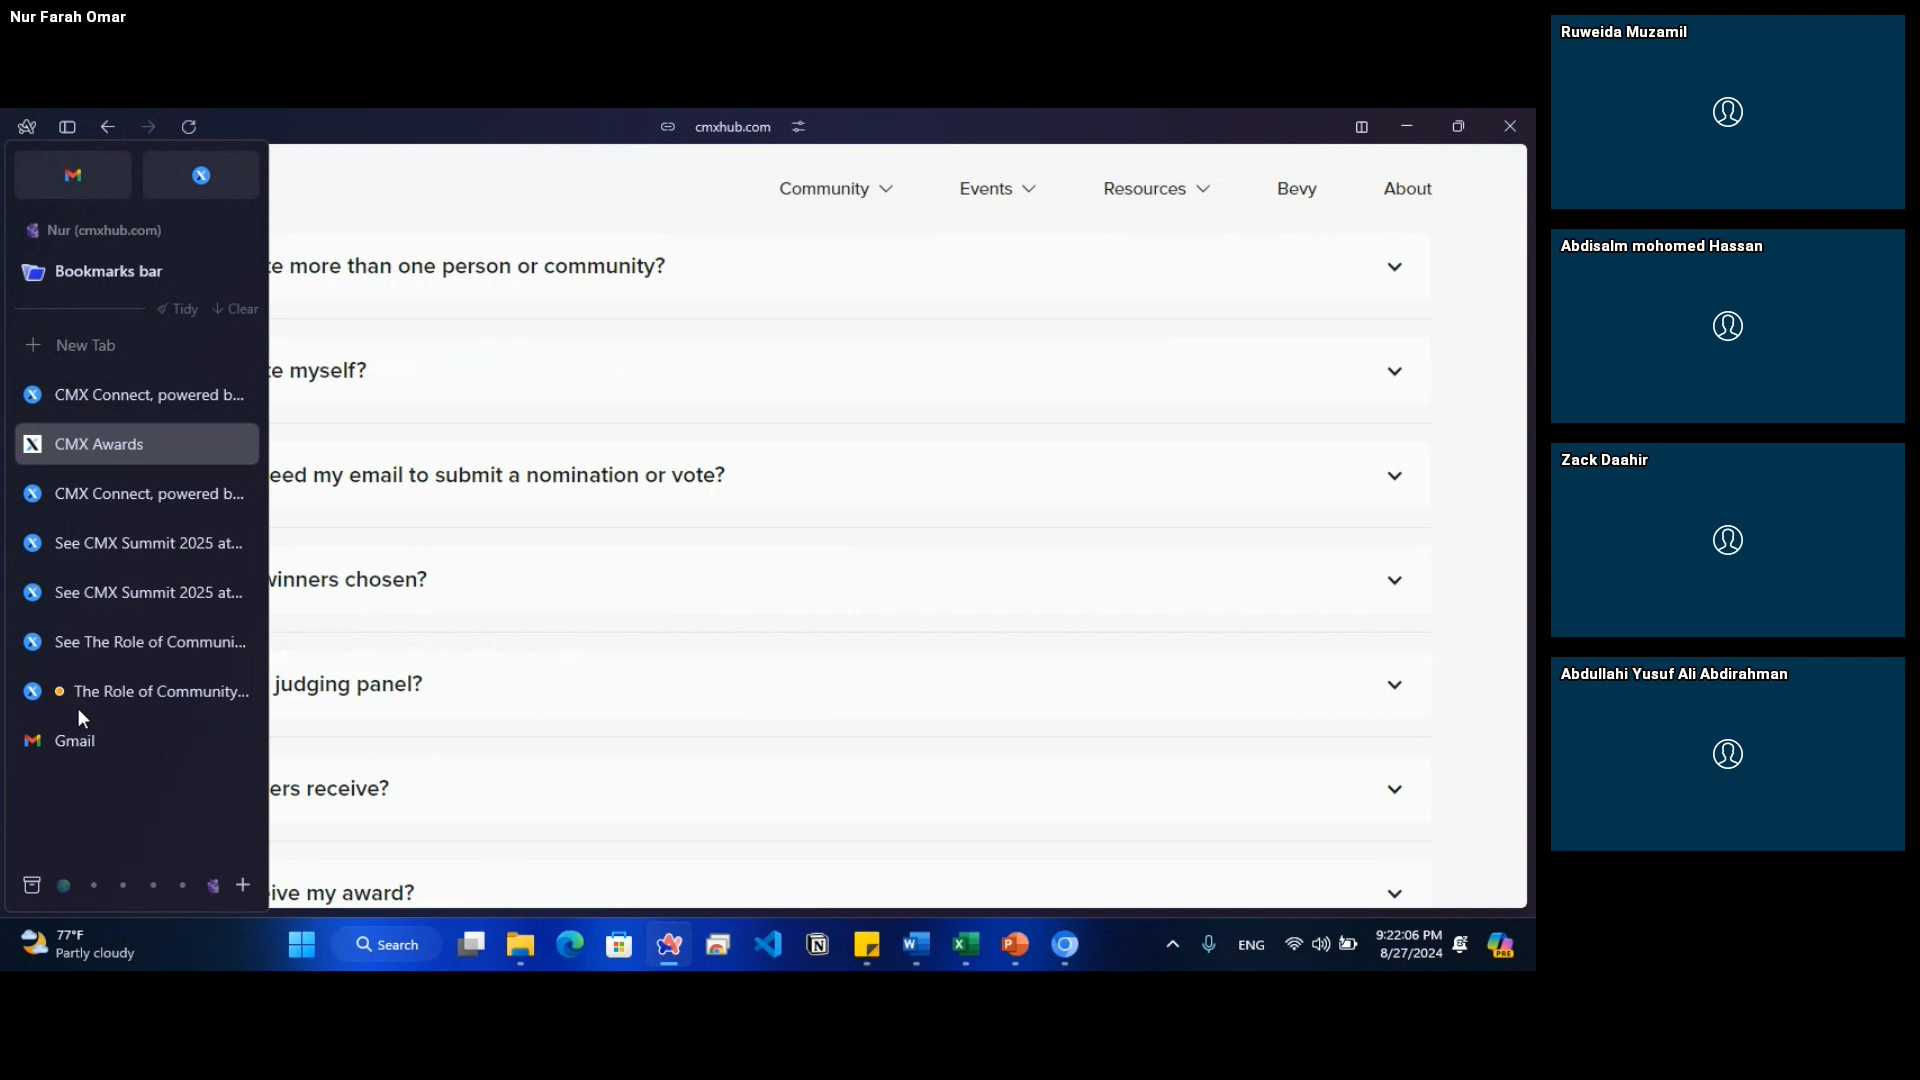 Nur Farah Omar
cmxhub.com
Nur (cmxhub.com)
Bookmarks bar
Tidy
Clear
New Tab
CMX Connect, powered b...
CMX Awards
CMX Connect, powered b...
See CMX Summit 2025 at...
See CMX Summit 2025 at...
See The Role of Communi...
The Role of Community...
Gmail
Community
Events
Resources
Bevy
About
te more than one person or community?
te myself?
eed my email to submit a nomination or vote?
winners chosen?
judging panel?
ers receive?
ive my award?
77°F
Partly cloudy
Search
ENG
9:22:06 PM
8/27/2024
PRE
Ruweida Muzamil
Abdisalm mohomed Hassan
Zack Daahir
Abdullahi Yusuf Ali Abdirahman